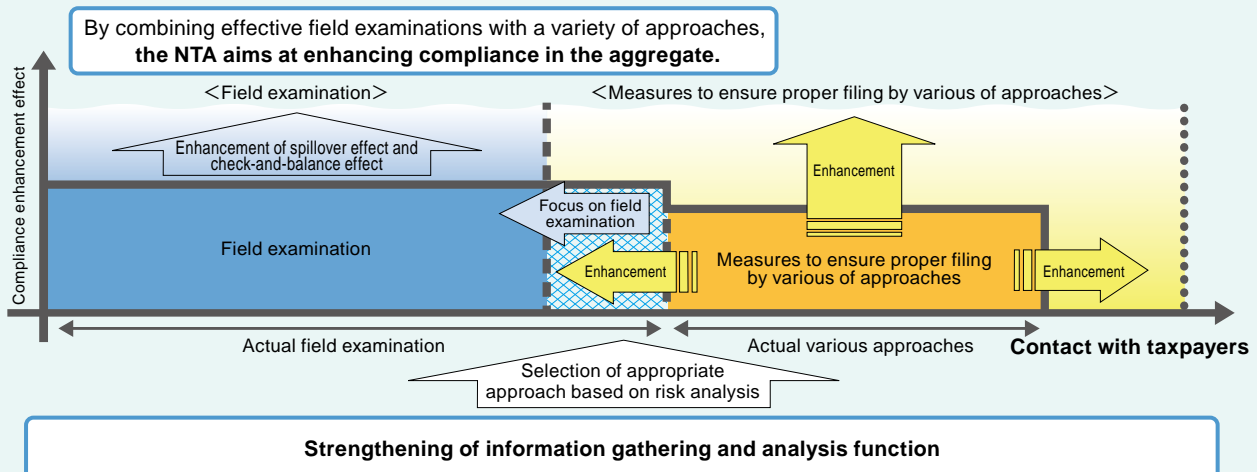 By combining effective field examinations with a variety of approaches,
the NTA aims at enhancing compliance in the aggregate.
Compliance enhancement effect
＜Field examination＞
＜Measures to ensure proper filing by various of approaches＞
Enhancement of spillover effect and
check-and-balance effect
Enhancement
Focus on field
examination
Field examination
Enhancement
Measures to ensure proper filing
by various of approaches
Enhancement
Actual field examination
Actual various approaches
Contact with taxpayers
Selection of appropriate
approach based on risk analysis
Strengthening of information gathering and analysis function